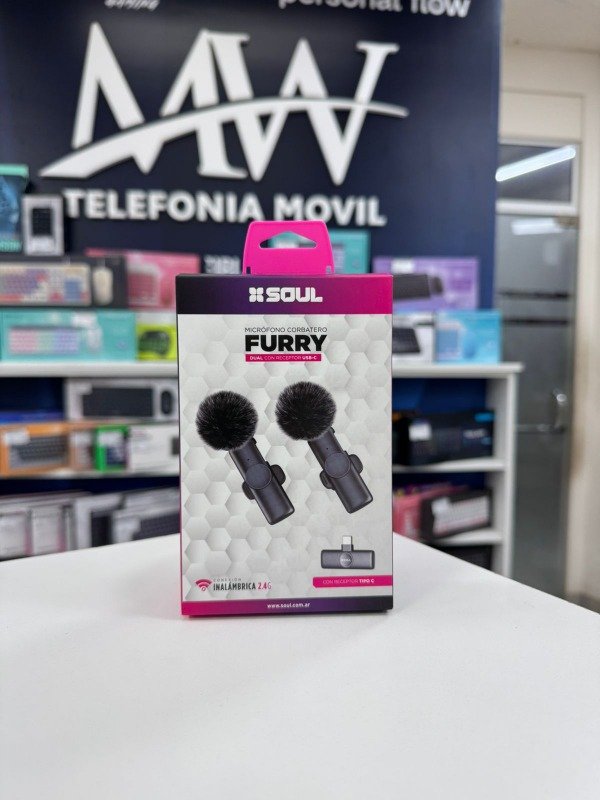 personal flow
MW
TELEFONIA MOVIL
SOUL
MICRÓFONO CORBATERO
FURRY
DUAL CON RECEPTOR USB-C
CONEXIÓN
INALÁMBRICA 2.4G
CON RECEPTOR TIPO C
www.soul.com.ar